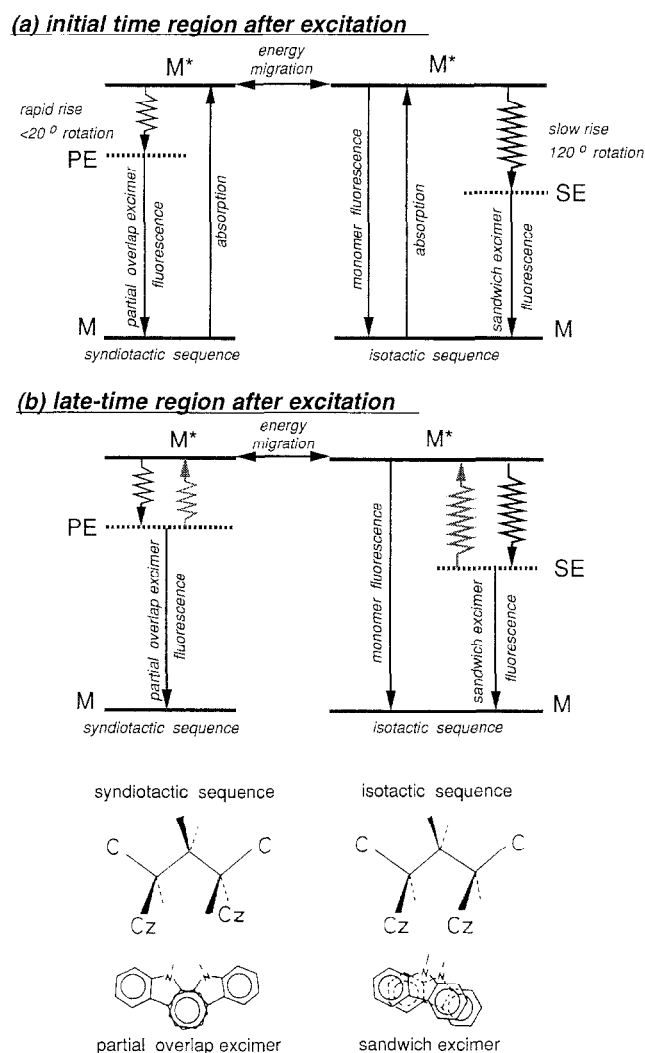 (a) initial time region after excitation
energy
migration
M*
M*
rapid rise
<20 ° rotation
PE
partial overlap excimer
fluorescence
absorption
M
syndiotactic sequence
monomer fluorescence
absorption
slow rise
120 ° rotation
SE
sandwich excimer
fluorescence
M
isotactic sequence
(b) late-time region after excitation
energy
migration
M*
M*
PE
partial overlap excimer
fluorescence
M
syndiotactic sequence
monomer fluorescence
SE
sandwich excimer
fluorescence
M
isotactic sequence
syndiotactic sequence
isotactic sequence
C
C
Cz
Cz
C
C
Cz
Cz
N
N
N
N
partial overlap excimer
sandwich excimer